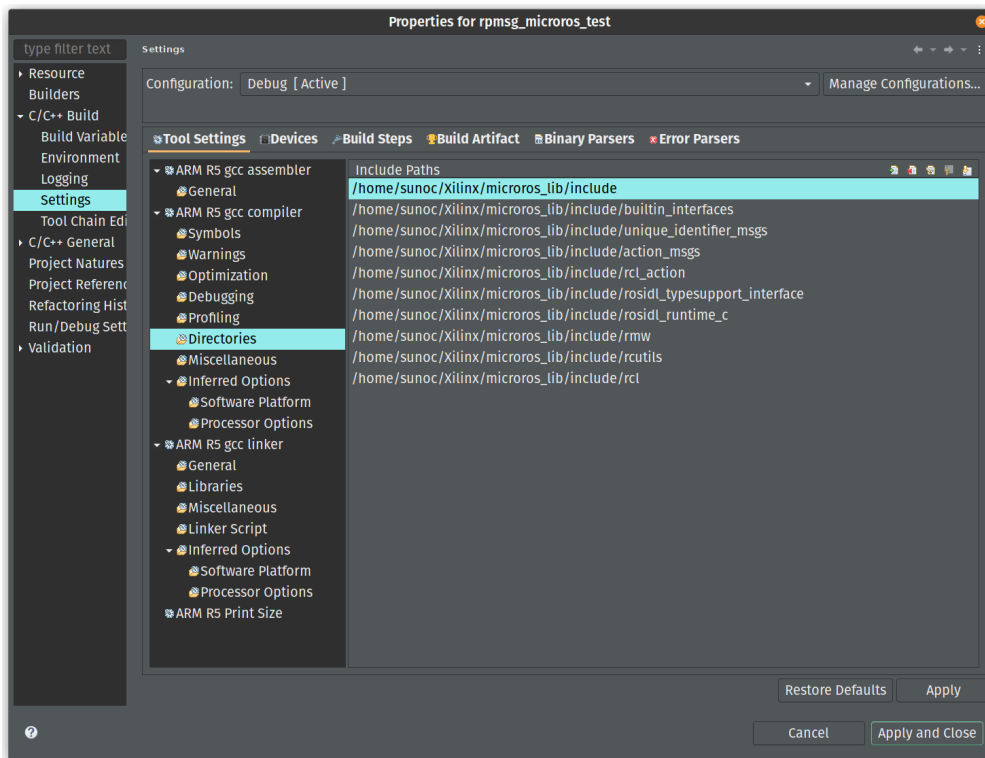 Properties for rpmsg_microros_test
type filter text
Resource
Builders
C/C++ Build
Build Variable
Environment
Logging
Settings
Tool Chain Edi
C/C++ General
Project Natures
Project Referenc
Refactoring Hist
Run/Debug Sett
Validation
Settings
Configuration: Debug [ Active ]
Manage Configurations...
Tool Settings Devices Build Steps Build Artifact Binary Parsers Error Parsers
ARM R5 gcc assembler
General
ARM R5 gcc compiler
Symbols
Warnings
Optimization
Debugging
Profiling
Directories
Miscellaneous
Inferred Options
Software Platform
Processor Options
ARM R5 gcc linker
General
Libraries
Miscellaneous
Linker Script
Inferred Options
Software Platform
Processor Options
ARM R5 Print Size
Include Paths
/home/sunoc/Xilinx/microros_lib/include
/home/sunoc/Xilinx/microros_lib/include/builtin_interfaces
/home/sunoc/Xilinx/microros_lib/include/unique_identifier_msgs
/home/sunoc/Xilinx/microros_lib/include/action_msgs
/home/sunoc/Xilinx/microros_lib/include/rcl_action
/home/sunoc/Xilinx/microros_lib/include/rosidl_typesupport_interface
/home/sunoc/Xilinx/microros_lib/include/rosidl_runtime_c
/home/sunoc/Xilinx/microros_lib/include/rmw
/home/sunoc/Xilinx/microros_lib/include/rcutils
/home/sunoc/Xilinx/microros_lib/include/rcl
Restore Defaults Apply
? Cancel Apply and Close